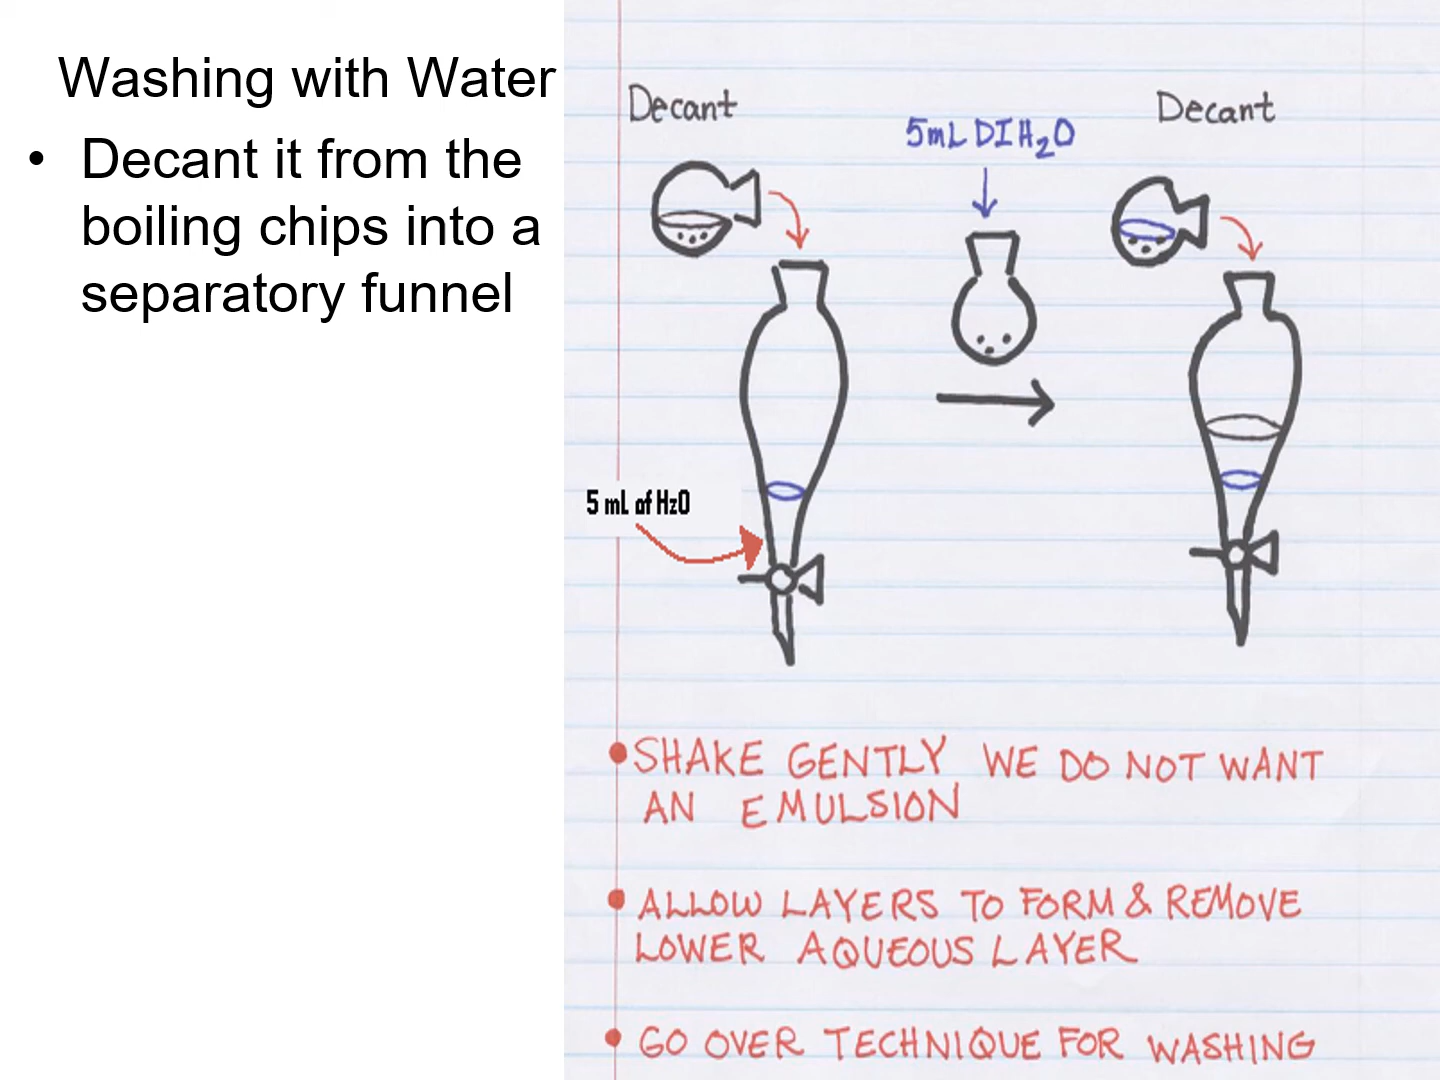 Washing with Water
• Decant it from the
boiling chips into a
separatory funnel
Decant
5mL DI H₂O
Decant
5 mL of H2O
• SHAKE GENTLY WE DO NOT WANT
AN EMULSION
• ALLOW LAYERS TO FORM & REMOVE
LOWER AQUEOUS LAYER
• GO OVER TECHNIQUE FOR WASHING